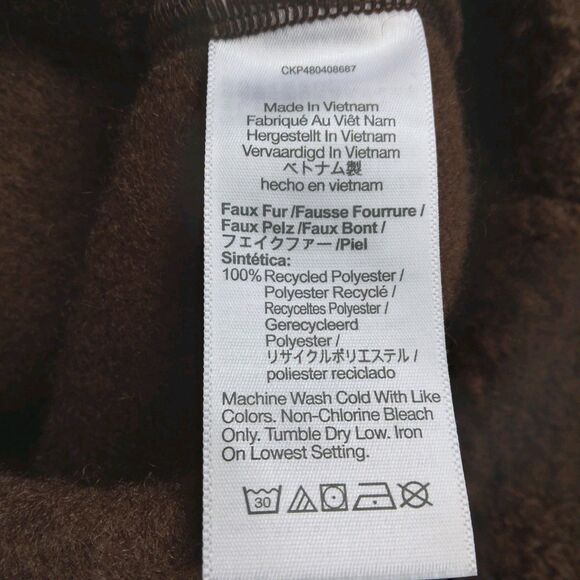 CKP480408687
Made In Vietnam
Fabriqué Au Viêt Nam
Hergestellt In Vietnam
Vervaardigd In Vietnam
ベトナム製
hecho en vietnam
Faux Fur /Fausse Fourrure /
Faux Pelz /Faux Bont /
フェイクファー /Piel
Sintética:
100% Recycled Polyester /
Polyester Recyclé /
Recyceltes Polyester /
Gerecycleerd
Polyester /
リサイクルポリエステル /
poliester reciclado
Machine Wash Cold With Like
Colors. Non-Chlorine Bleach
Only. Tumble Dry Low. Iron
On Lowest Setting.
30